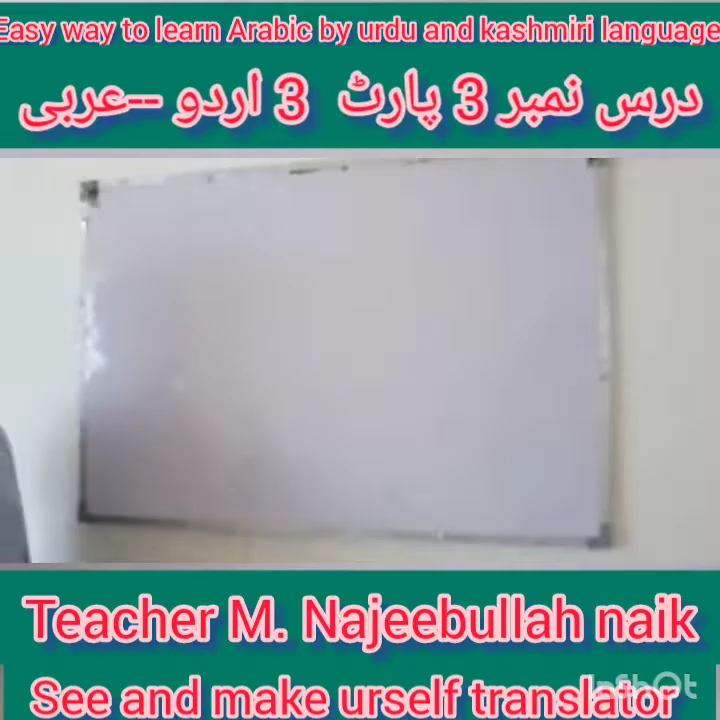 Easy way to learn Arabic by urdu and kashmiri language
درس نمبر 3 پارٹ 3 اردو --عربی
Teacher M. Najeebullah naik
See and make urself translator
InShOt